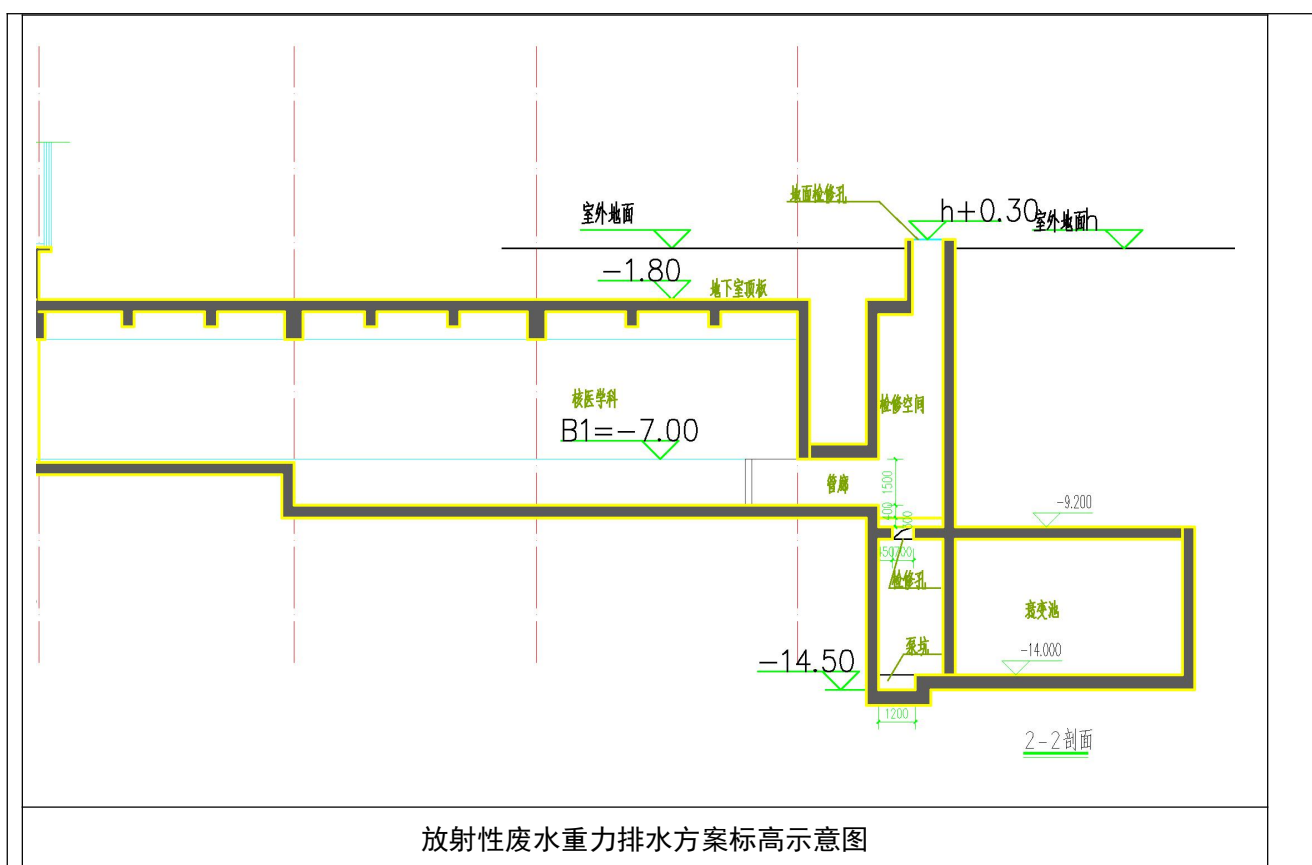 地面检修孔
室外地面
h+0.30
室外地面h
-1.80
地下室顶板
核医学科
检修空间
B1=-7.00
管廊
1500
400
-9.200
检修孔
衰变池
泵坑
-14.50
-14.000
1200
2-2剖面
放射性废水重力排水方案标高示意图